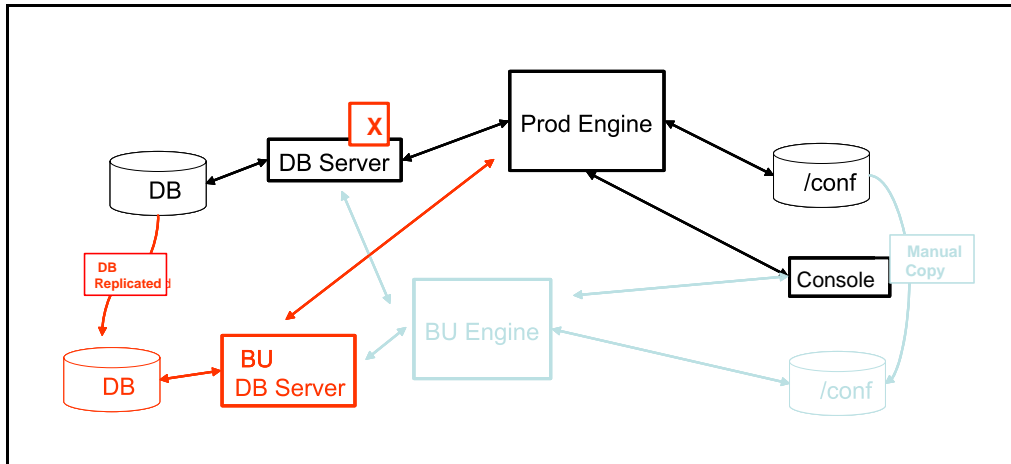 X
Prod Engine
DB Server
DB
/conf
DB
Replicated d
Manual
Copy
Console
BU Engine
BU
DB Server
DB
/conf